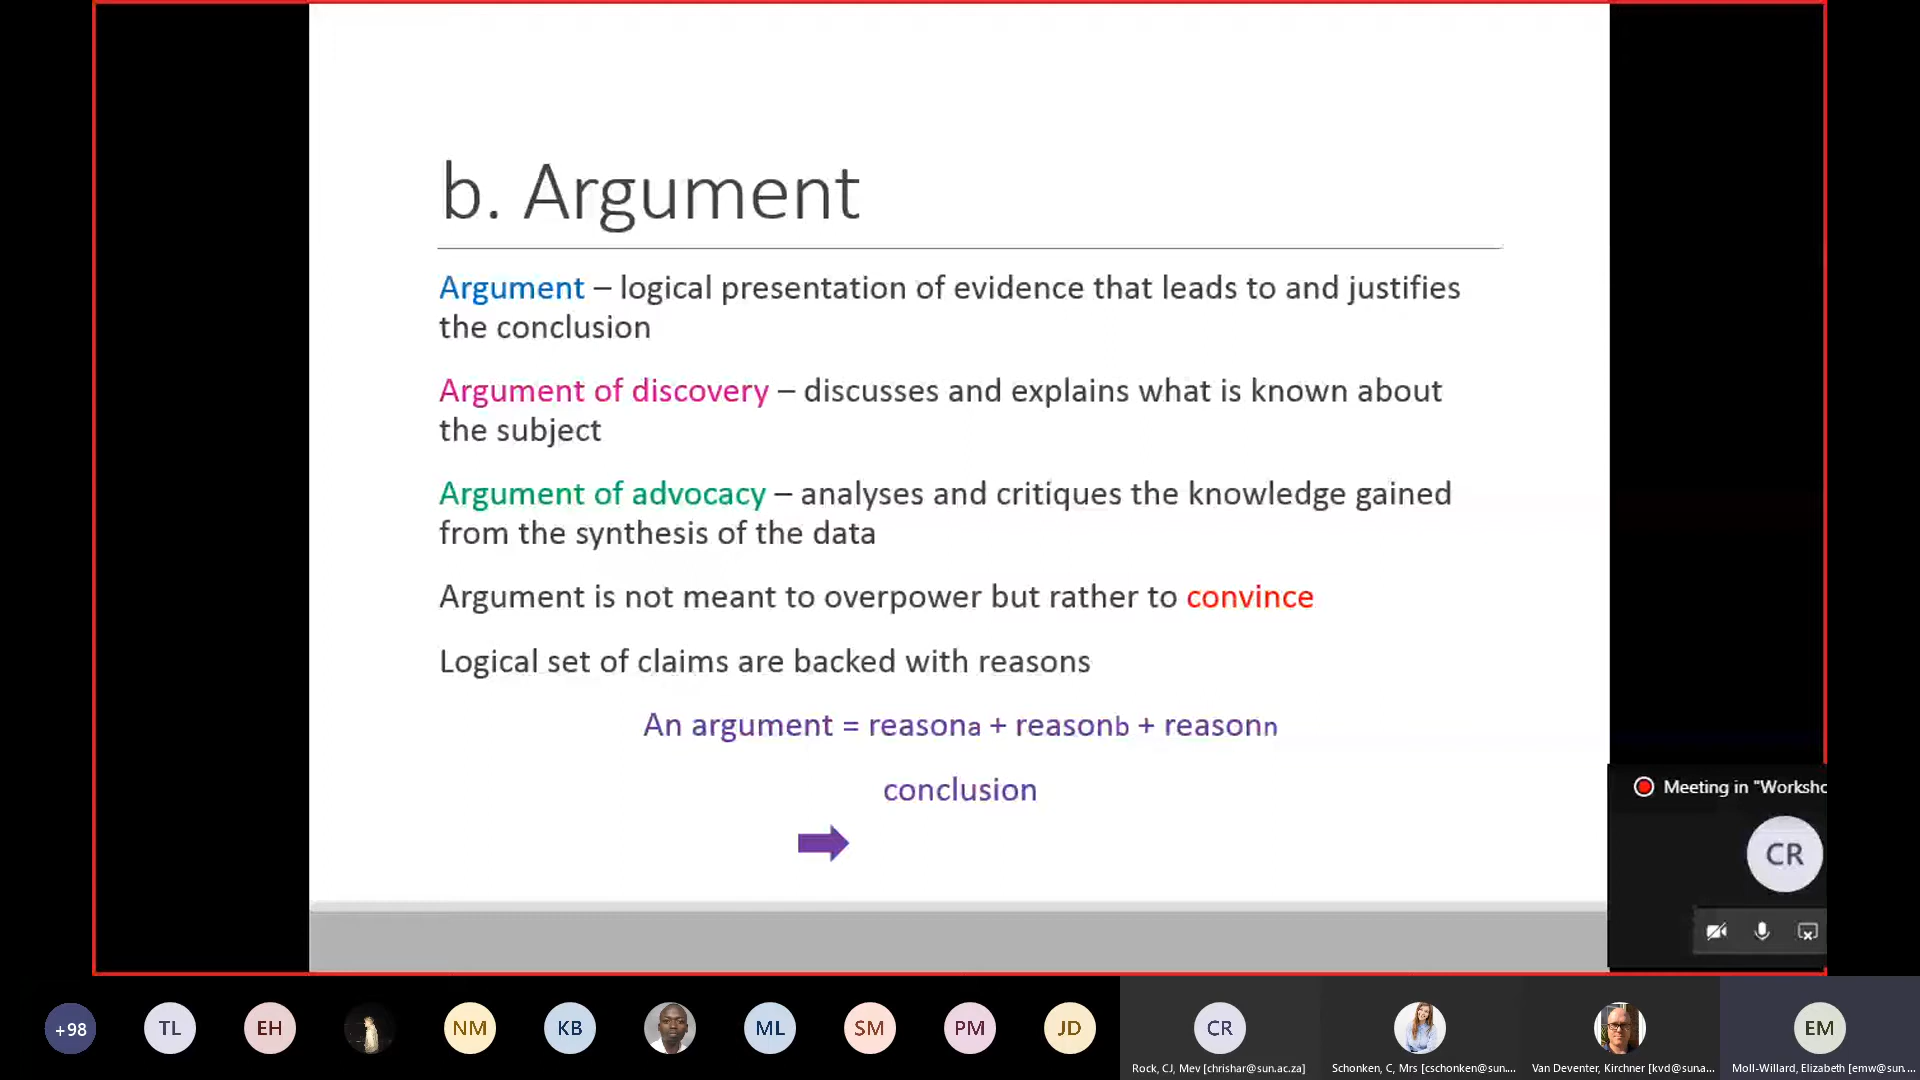 b. Argument
Argument – logical presentation of evidence that leads to and justifies
the conclusion
Argument of discovery – discusses and explains what is known about
the subject
Argument of advocacy – analyses and critiques the knowledge gained
from the synthesis of the data
Argument is not meant to overpower but rather to convince
Logical set of claims are backed with reasons
An argument = reasona + reasonb + reasonn
conclusion
Meeting in "Worksho
CR
+98
TL
EH
NM
KB
ML
SM
PM
JD
CR
EM
Rock, CJ, Mev [chrishar@sun.ac.za]
Schonken, C, Mrs [cschonken@sun....
Van Deventer, Kirchner [kvd@suna...
Moll-Willard, Elizabeth [emw@sun....